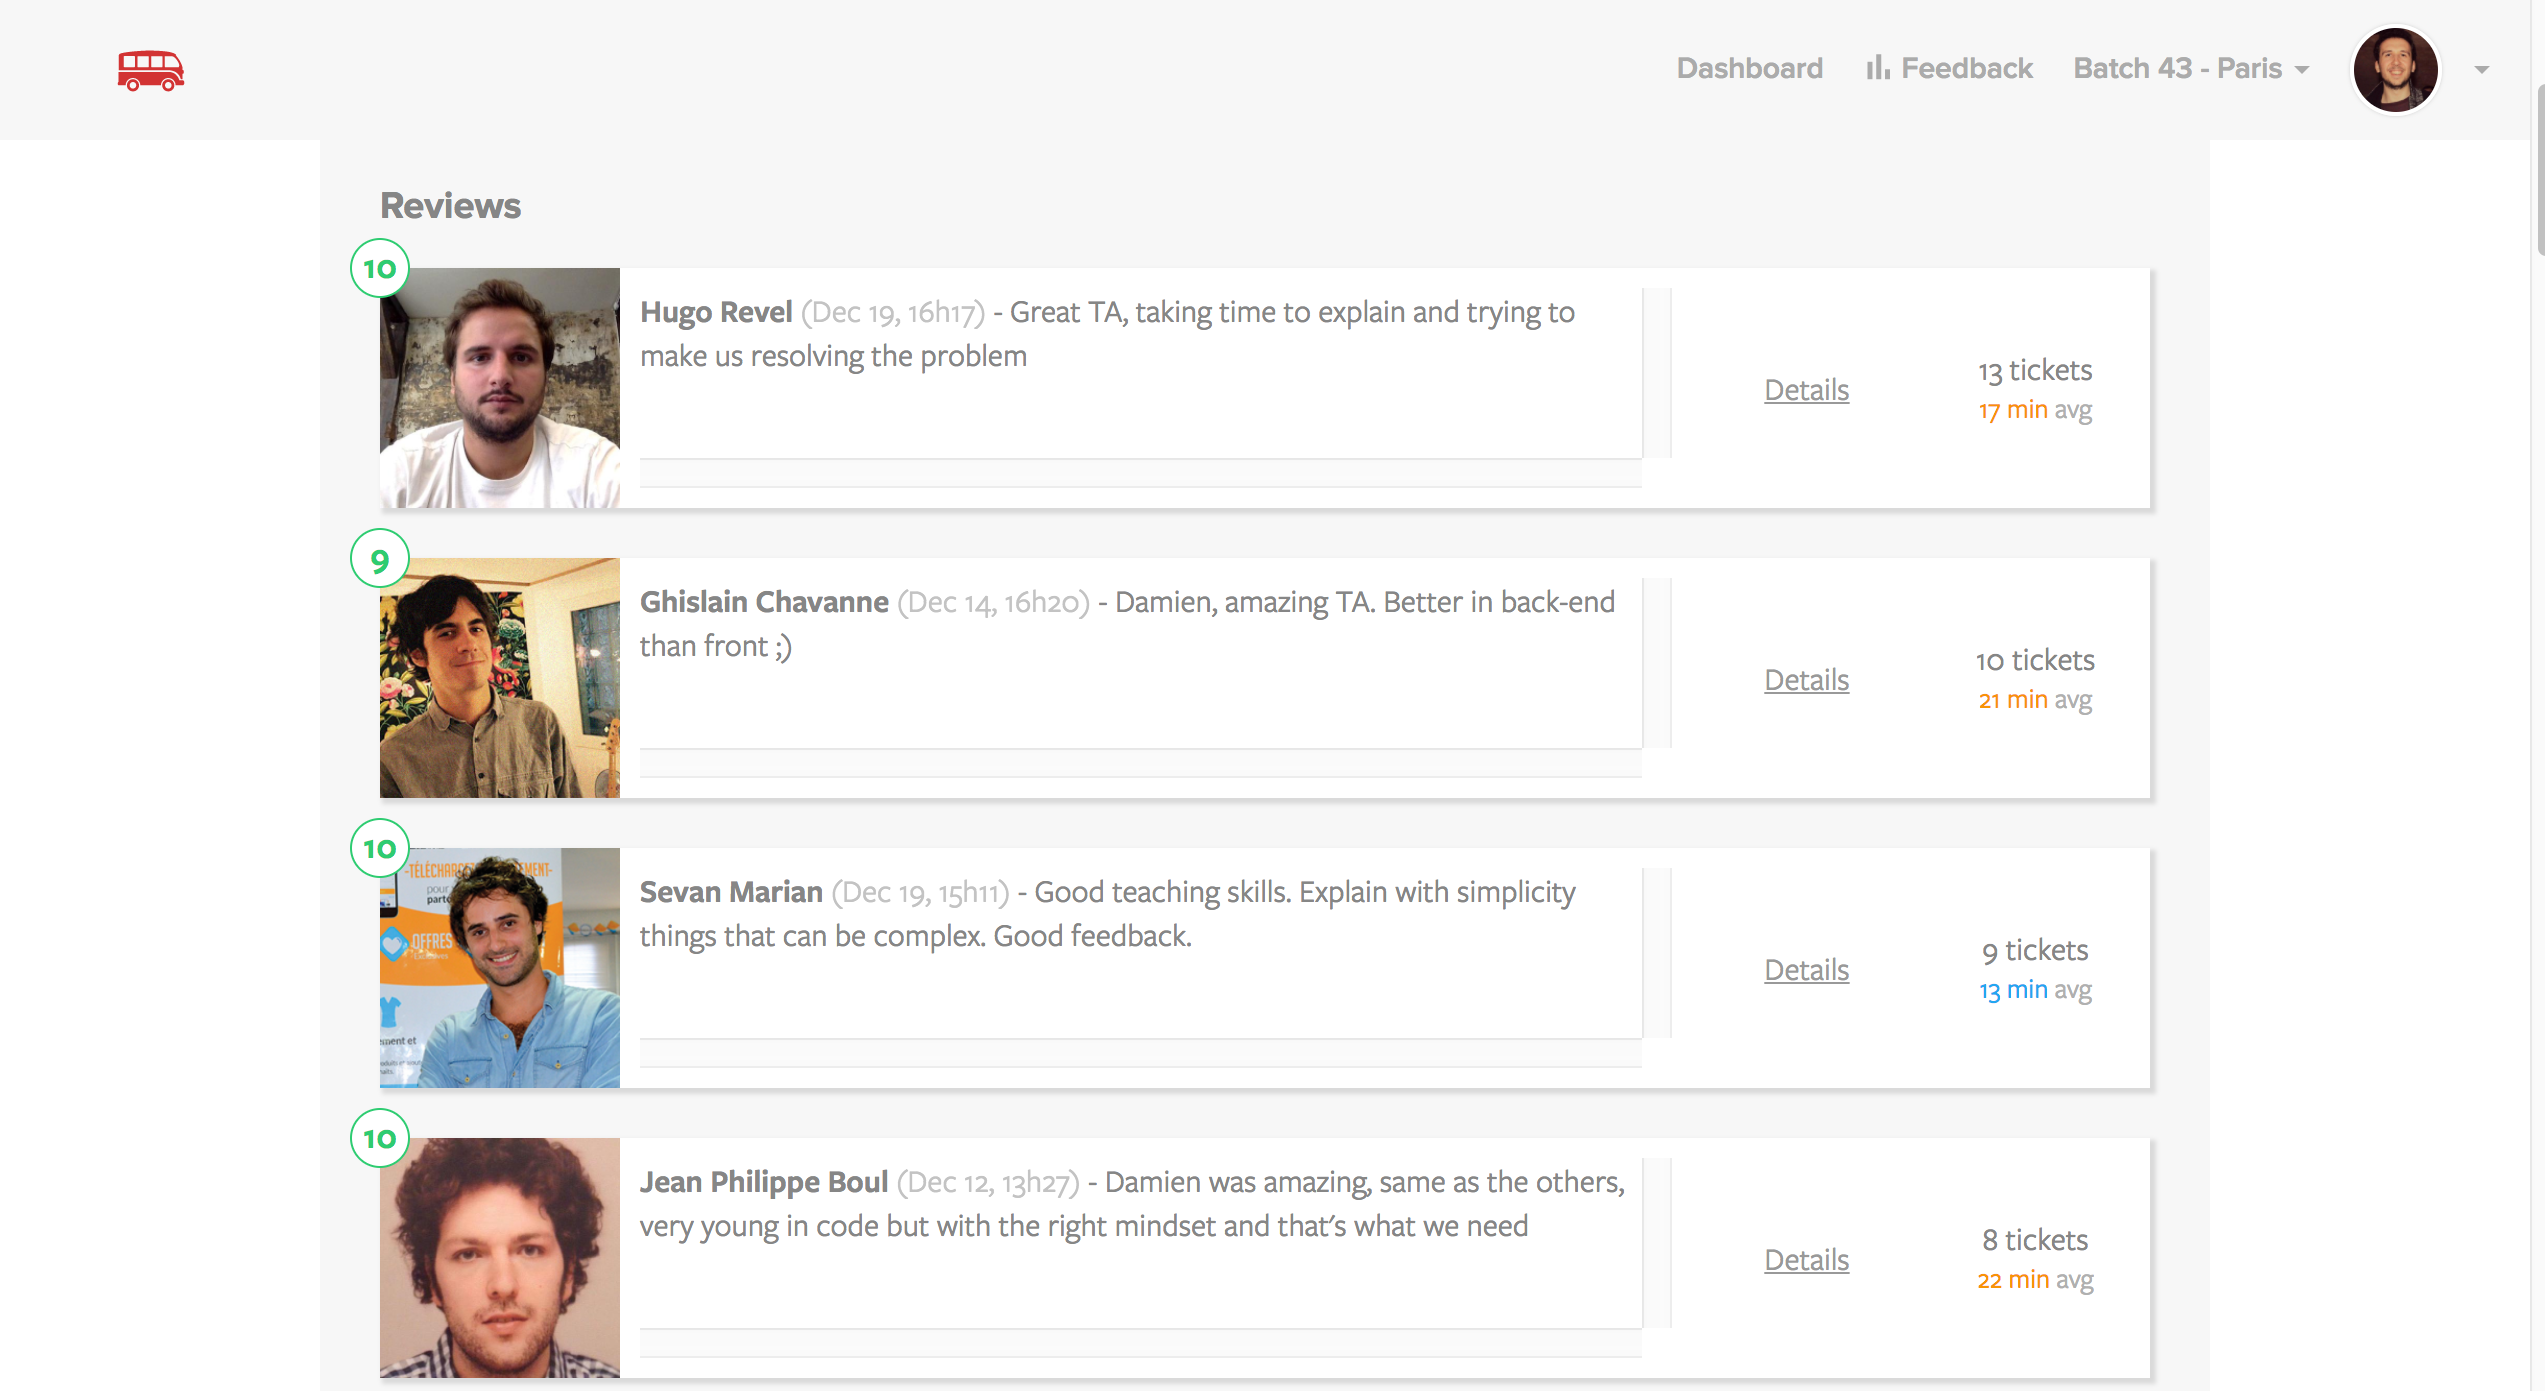 Dashboard
Feedback
Batch 43 - Paris
Reviews
10
Hugo Revel (Dec 19, 16h17) - Great TA, taking time to explain and trying to
make us resolving the problem
Details
13 tickets
17 min avg
9
Ghislain Chavanne (Dec 14, 16h20) - Damien, amazing TA. Better in back-end
than front ;)
Details
10 tickets
21 min avg
10
-TÉLÉCHAR
EMENT-
pour
parte
OFFRES
Sevan Marian (Dec 19, 15h11) - Good teaching skills. Explain with simplicity
things that can be complex. Good feedback.
Details
9 tickets
13 min avg
10
Jean Philippe Boul (Dec 12, 13h27) - Damien was amazing, same as the others,
very young in code but with the right mindset and that's what we need
Details
8 tickets
22 min avg